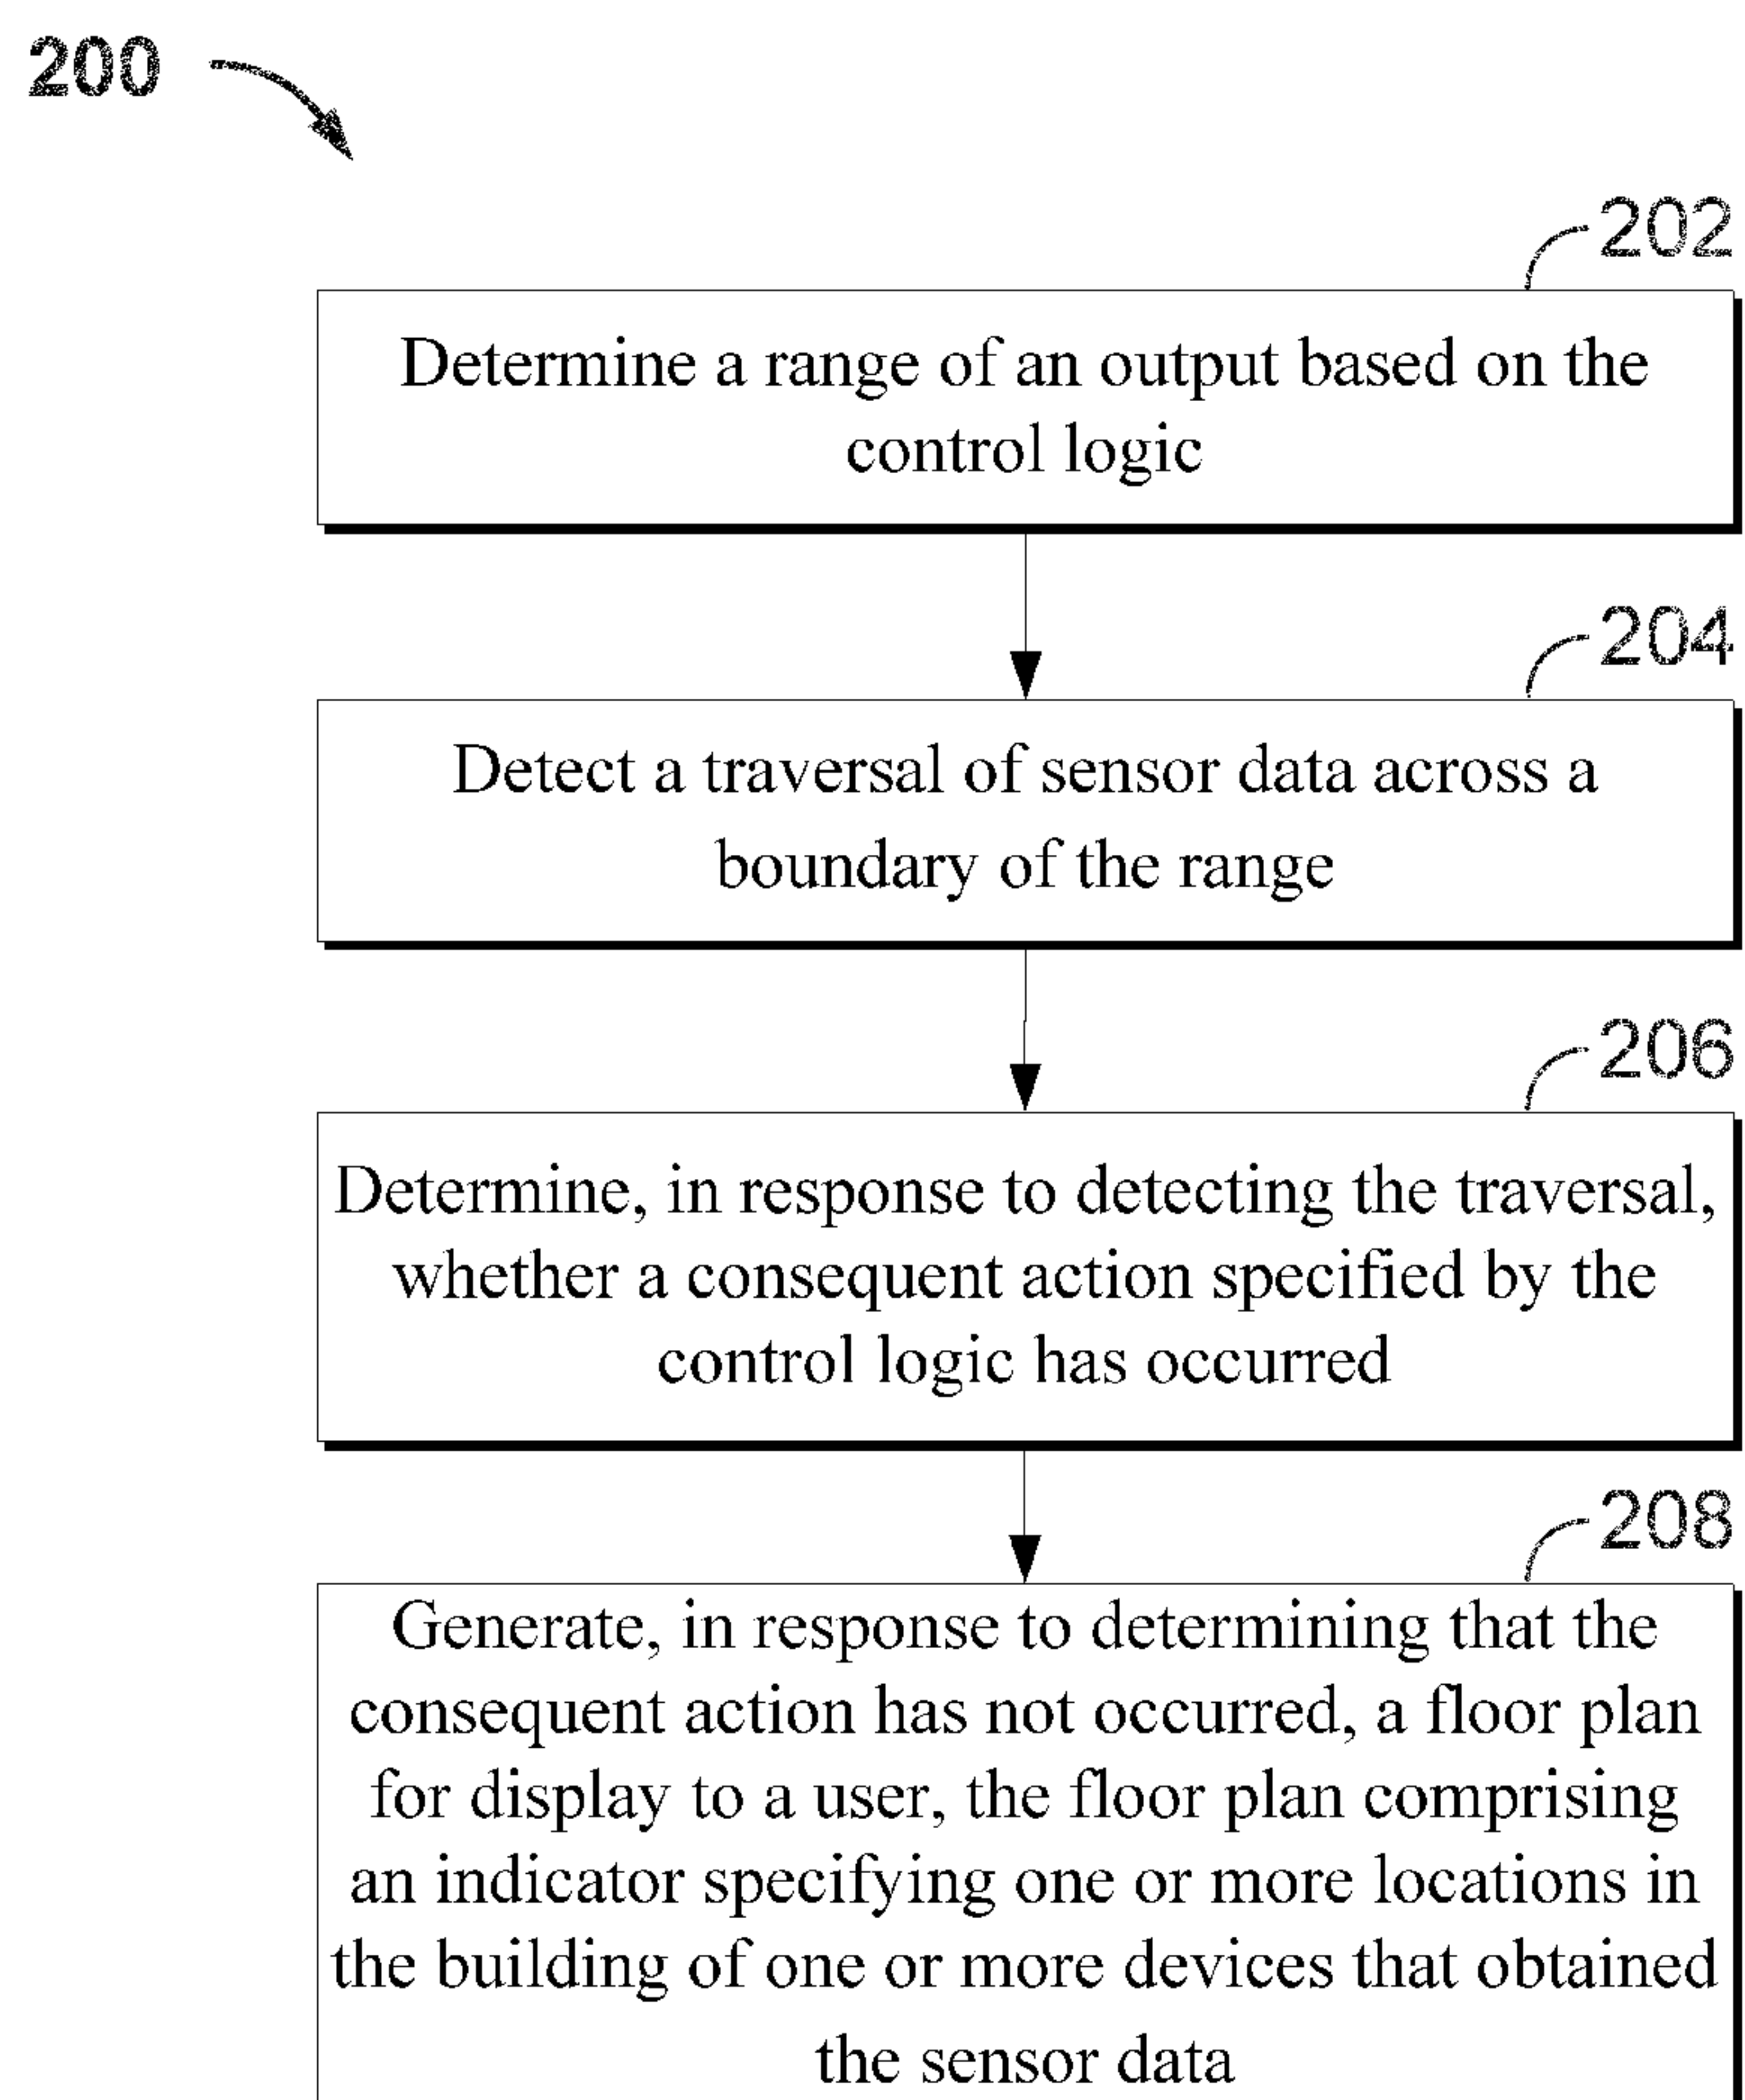 200
202
Determine a range of an output based on the
control logic
204
Detect a traversal of sensor data across a
boundary of the range
206
Determine, in response to detecting the traversal,
whether a consequent action specified by the
control logic has occurred
208
Generate, in response to determining that the
consequent action has not occurred, a floor plan
for display to a user, the floor plan comprising
an indicator specifying one or more locations in
the building of one or more devices that obtained
the sensor data